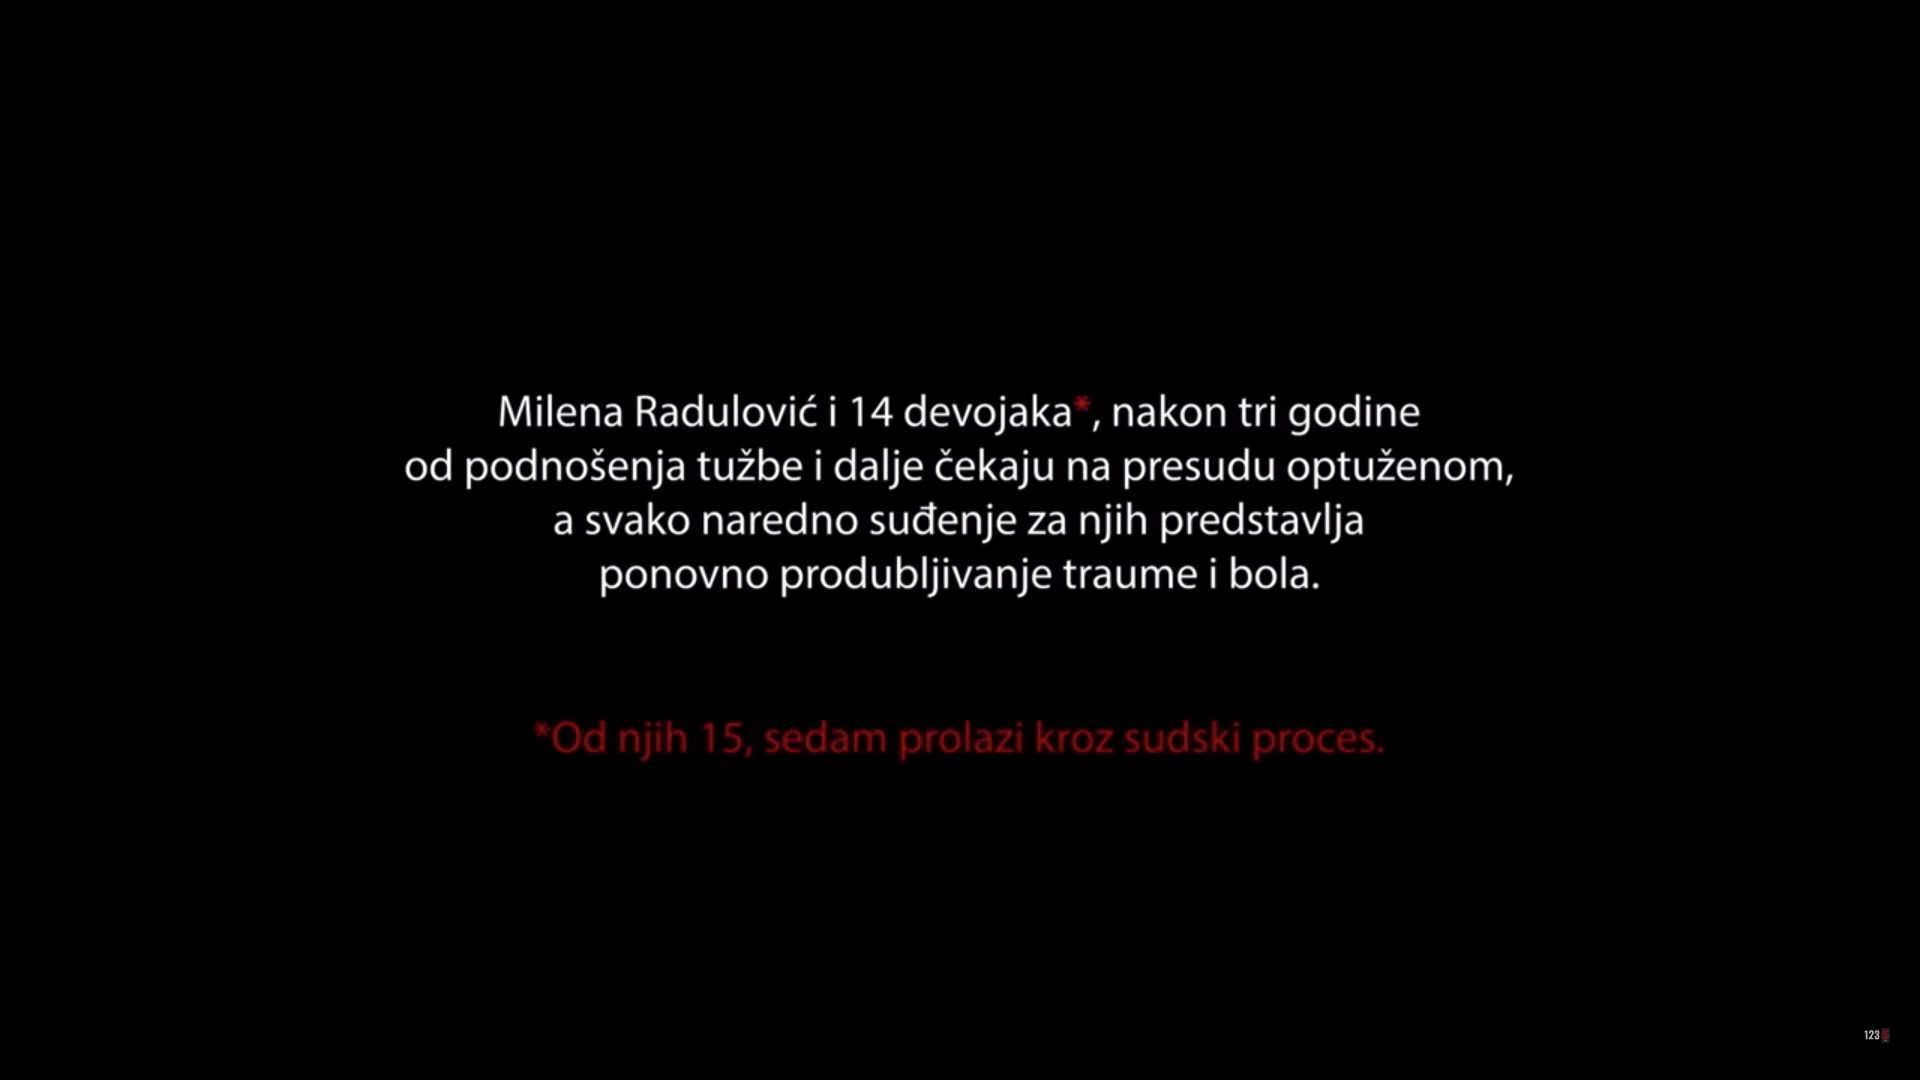 Milena Radulović i 14 devojaka*, nakon tri godine
od podnošenja tužbe i dalje čekaju na presudu optuženom,
a svako naredno suđenje za njih predstavlja
ponovno produbljivanje traume i bola.
*Od njih 15, sedam prolazi kroz sudski proces.
123